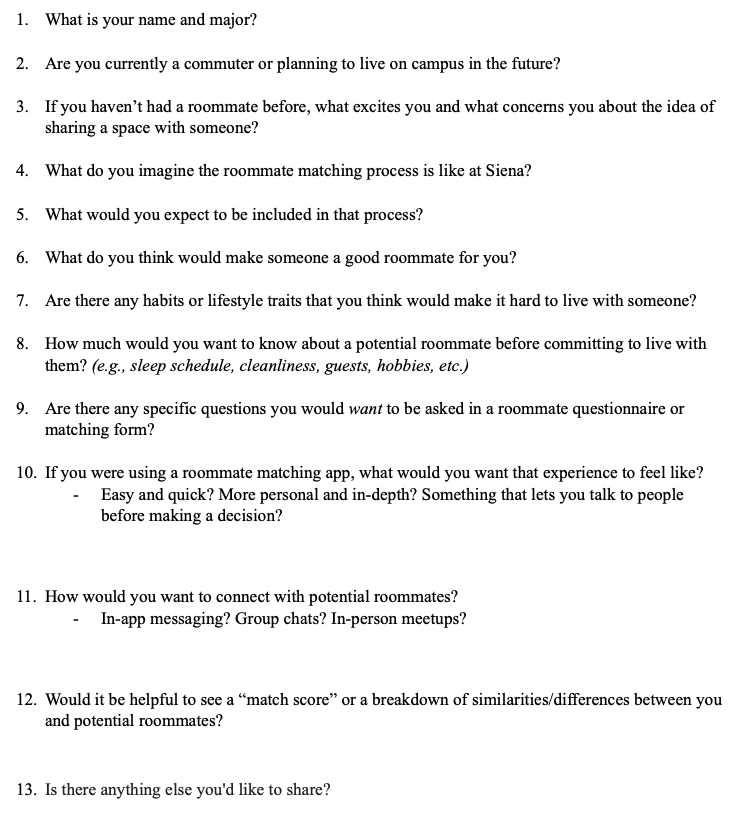 1. What is your name and major?
2. Are you currently a commuter or planning to live on campus in the future?
3. If you haven’t had a roommate before, what excites you and what concerns you about the idea of
sharing a space with someone?
4. What do you imagine the roommate matching process is like at Siena?
5. What would you expect to be included in that process?
6. What do you think would make someone a good roommate for you?
7. Are there any habits or lifestyle traits that you think would make it hard to live with someone?
8. How much would you want to know about a potential roommate before committing to live with
them? (e.g., sleep schedule, cleanliness, guests, hobbies, etc.)
9. Are there any specific questions you would want to be asked in a roommate questionnaire or
matching form?
10. If you were using a roommate matching app, what would you want that experience to feel like?
- Easy and quick? More personal and in-depth? Something that lets you talk to people
before making a decision?
11. How would you want to connect with potential roommates?
- In-app messaging? Group chats? In-person meetups?
12. Would it be helpful to see a “match score” or a breakdown of similarities/differences between you
and potential roommates?
13. Is there anything else you'd like to share?